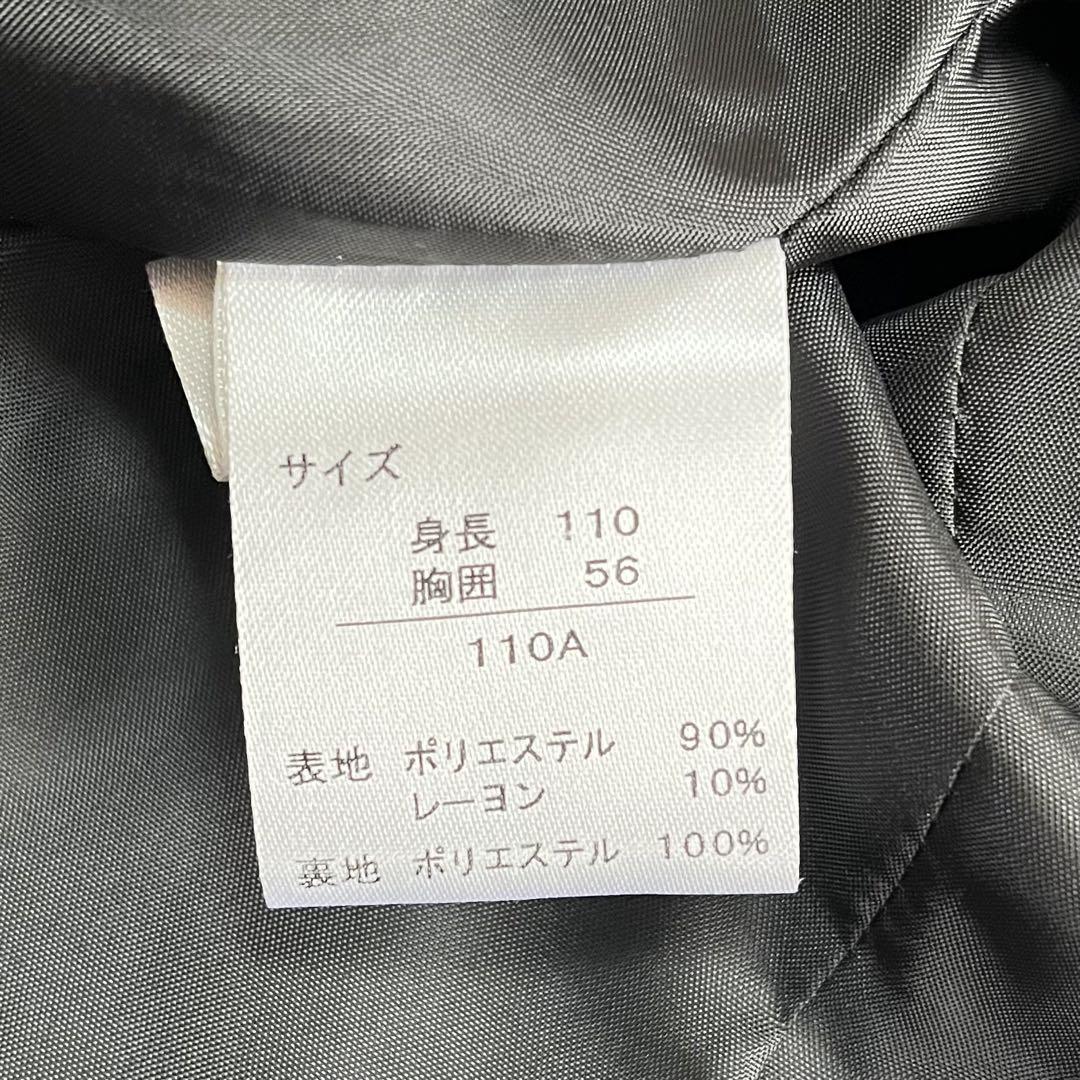 サイズ
身長 110
胸囲 56
110A
表地 ポリエステル 90%
レーヨン 10%
裏地 ポリエステル 100%